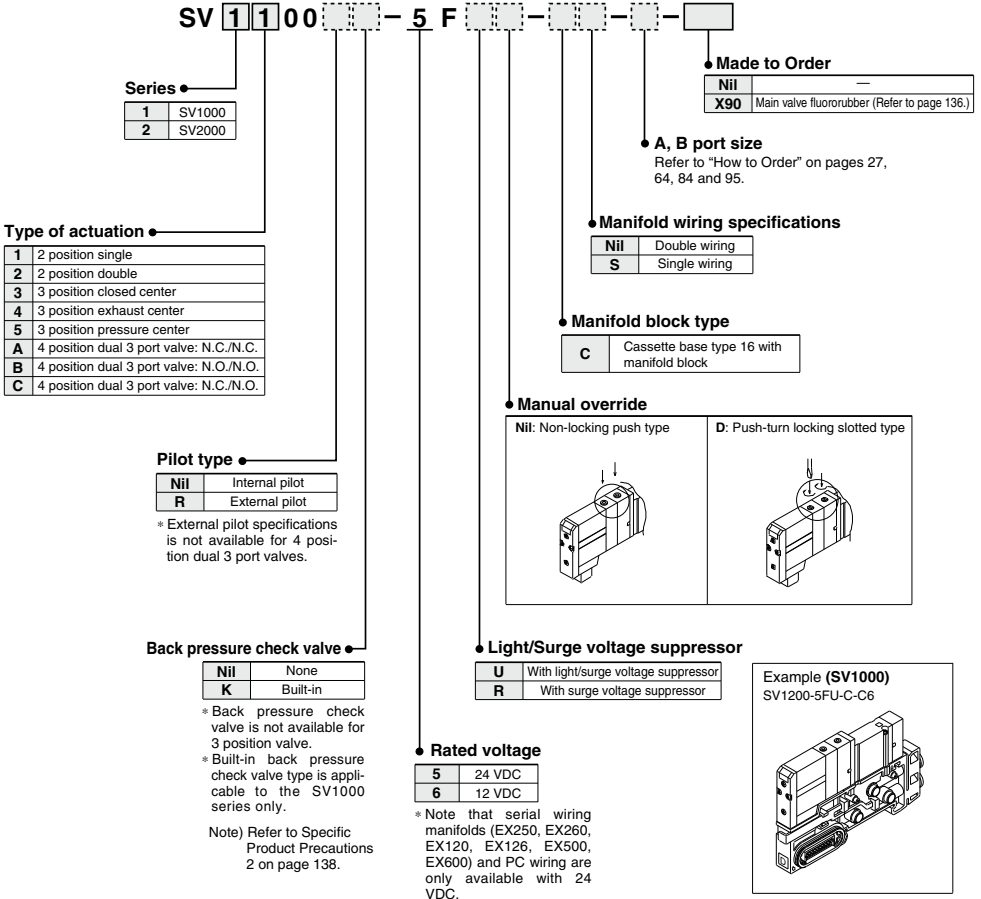 SV 1 1 00 - 5 F - - -
Made to Order
Nil —
X90 Main valve fluororubber (Refer to page 136.)
Series
1 SV1000
2 SV2000
A, B port size
Refer to “How to Order” on pages 27,
64, 84 and 95.
Manifold wiring specifications
Nil Double wiring
S Single wiring
Type of actuation
1 2 position single
2 2 position double
3 3 position closed center
4 3 position exhaust center
5 3 position pressure center
A 4 position dual 3 port valve: N.C./N.C.
B 4 position dual 3 port valve: N.O./N.O.
C 4 position dual 3 port valve: N.C./N.O.
Manifold block type
C Cassette base type 16 with
manifold block
Manual override
Nil: Non-locking push type
D: Push-turn locking slotted type
Pilot type
Nil Internal pilot
R External pilot
* External pilot specifications
is not available for 4 posi-
tion dual 3 port valves.
Back pressure check valve
Nil None
K Built-in
* Back pressure check
valve is not available for
3 position valve.
* Built-in back pressure
check valve type is appli-
cable to the SV1000
series only.
Note) Refer to Specific
Product Precautions
2 on page 138.
Light/Surge voltage suppressor
U With light/surge voltage suppressor
R With surge voltage suppressor
Rated voltage
5 24 VDC
6 12 VDC
* Note that serial wiring
manifolds (EX250, EX260,
EX120, EX126, EX500,
EX600) and PC wiring are
only available with 24
VDC.
Example (SV1000)
SV1200-5FU-C-C6